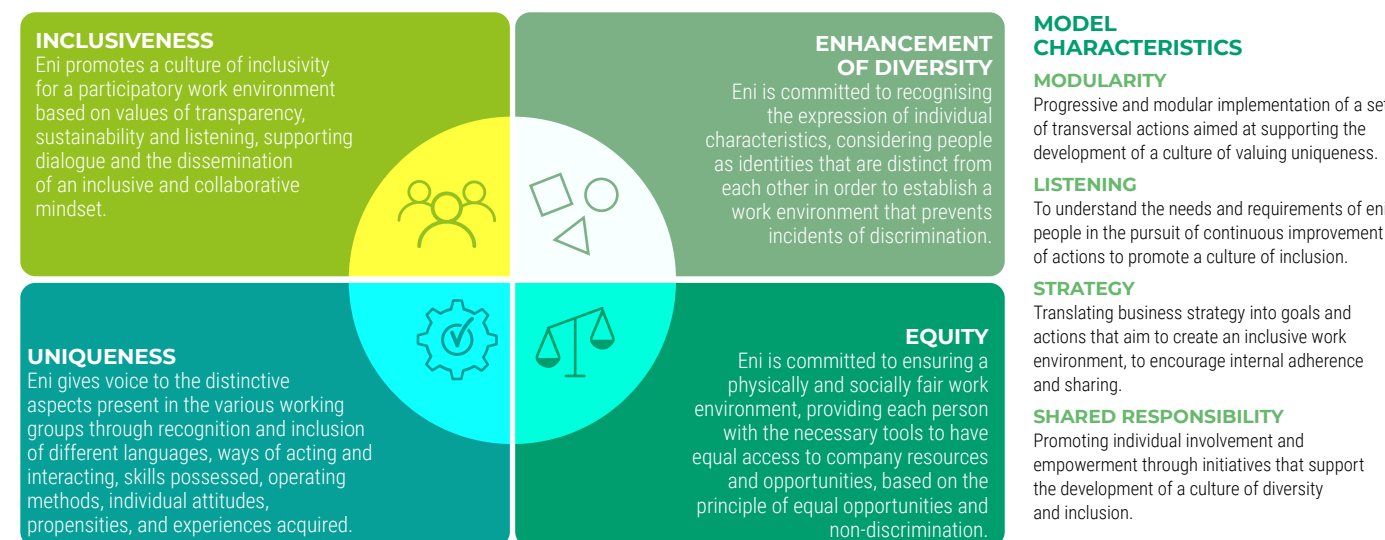 INCLUSIVENESS
Eni promotes a culture of inclusivity
for a participatory work environment
based on values of transparency,
sustainability and listening, supporting
dialogue and the dissemination
of an inclusive and collaborative
mindset.
ENHANCEMENT
OF DIVERSITY
Eni is committed to recognising
the expression of individual
characteristics, considering people
as identities that are distinct from
each other in order to establish a
work environment that prevents
incidents of discrimination.
UNIQUENESS
Eni gives voice to the distinctive
aspects present in the various working
groups through recognition and inclusion
of different languages, ways of acting and
interacting, skills possessed, operating
methods, individual attitudes,
propensities, and experiences acquired.
EQUITY
Eni is committed to ensuring a
physically and socially fair work
environment, providing each person
with the necessary tools to have
equal access to company resources
and opportunities, based on the
principle of equal opportunities and
non-discrimination.
MODEL
CHARACTERISTICS
MODULARITY
Progressive and modular implementation of a set
of transversal actions aimed at supporting the
development of a culture of valuing uniqueness.
LISTENING
To understand the needs and requirements of eni
people in the pursuit of continuous improvement
of actions to promote a culture of inclusion.
STRATEGY
Translating business strategy into goals and
actions that aim to create an inclusive work
environment, to encourage internal adherence
and sharing.
SHARED RESPONSIBILITY
Promoting individual involvement and
empowerment through initiatives that support
the development of a culture of diversity
and inclusion.